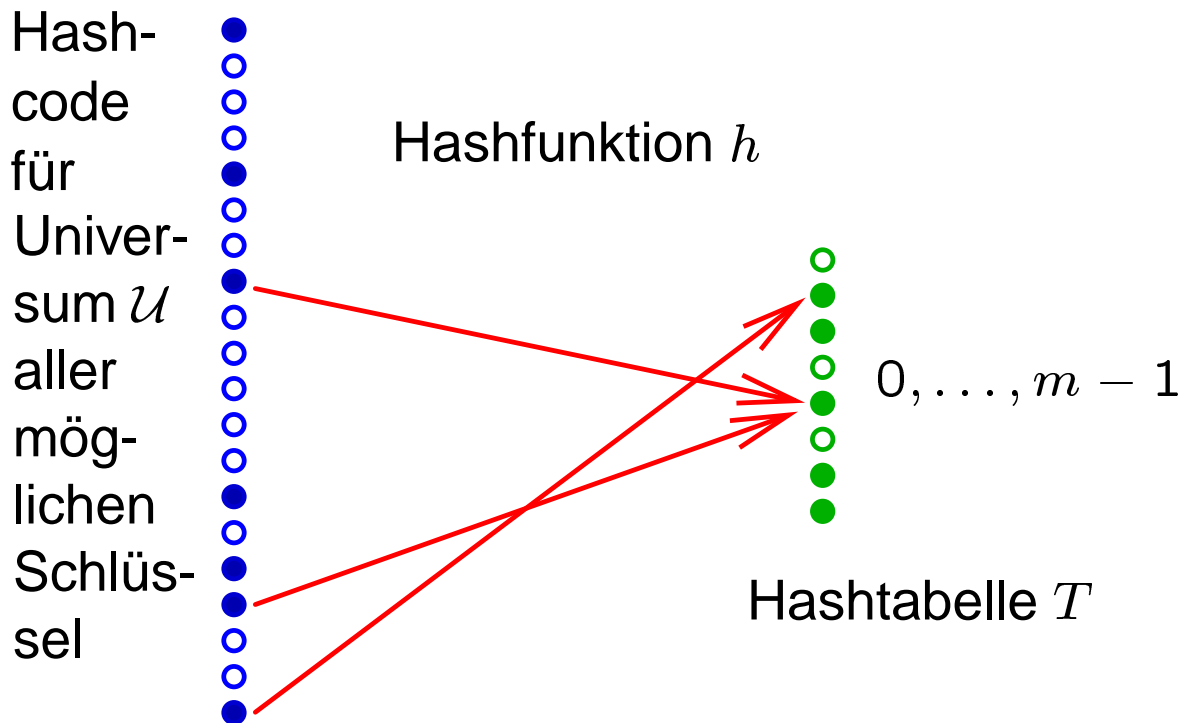 Hash-
code
für
Univer-
sum 𝒰
aller
mög-
lichen
Schlüs-
sel
Hashfunktion h
0, . . . , m − 1
Hashtabelle T